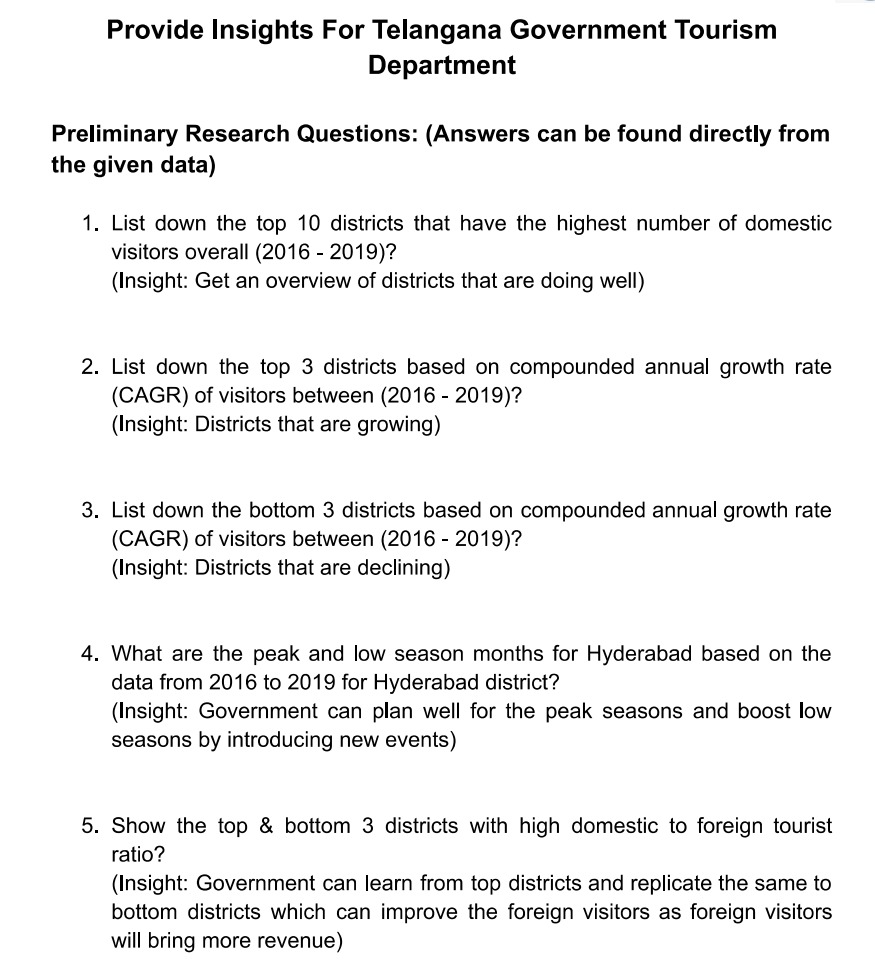 Provide Insights For Telangana Government Tourism
Department
Preliminary Research Questions: (Answers can be found directly from
the given data)
1. List down the top 10 districts that have the highest number of domestic
visitors overall (2016 - 2019)?
(Insight: Get an overview of districts that are doing well)
2. List down the top 3 districts based on compounded annual growth rate
(CAGR) of visitors between (2016 - 2019)?
(Insight: Districts that are growing)
3. List down the bottom 3 districts based on compounded annual growth rate
(CAGR) of visitors between (2016 - 2019)?
(Insight: Districts that are declining)
4. What are the peak and low season months for Hyderabad based on the
data from 2016 to 2019 for Hyderabad district?
(Insight: Government can plan well for the peak seasons and boost low
seasons by introducing new events)
5. Show the top & bottom 3 districts with high domestic to foreign tourist
ratio?
(Insight: Government can learn from top districts and replicate the same to
bottom districts which can improve the foreign visitors as foreign visitors
will bring more revenue)